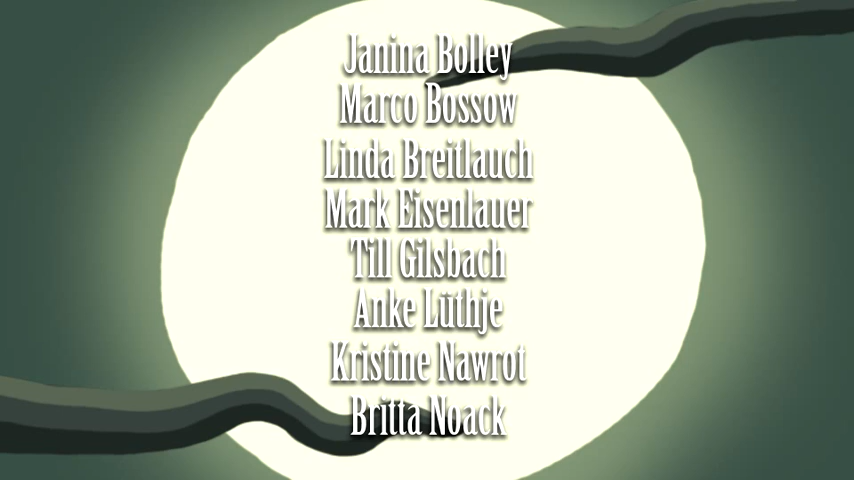 Janina Bolley
Marco Bossow
Linda Breitlauch
Mark Eisenlauer
Till Gilsbach
Anke Lüthje
Kristine Nawrot
Britta Noack